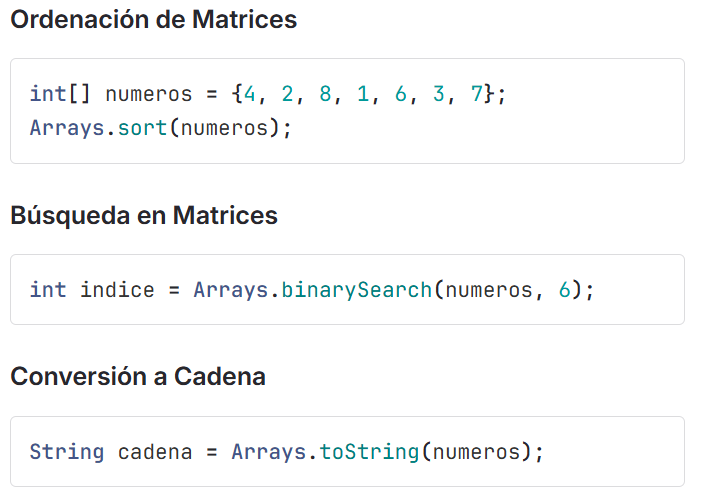 Ordenación de Matrices
int[] numeros = {4, 2, 8, 1, 6, 3, 7};
Arrays.sort(numeros);
Búsqueda en Matrices
int indice = Arrays.binarySearch(numeros, 6);
Conversión a Cadena
String cadena = Arrays.toString(numeros);